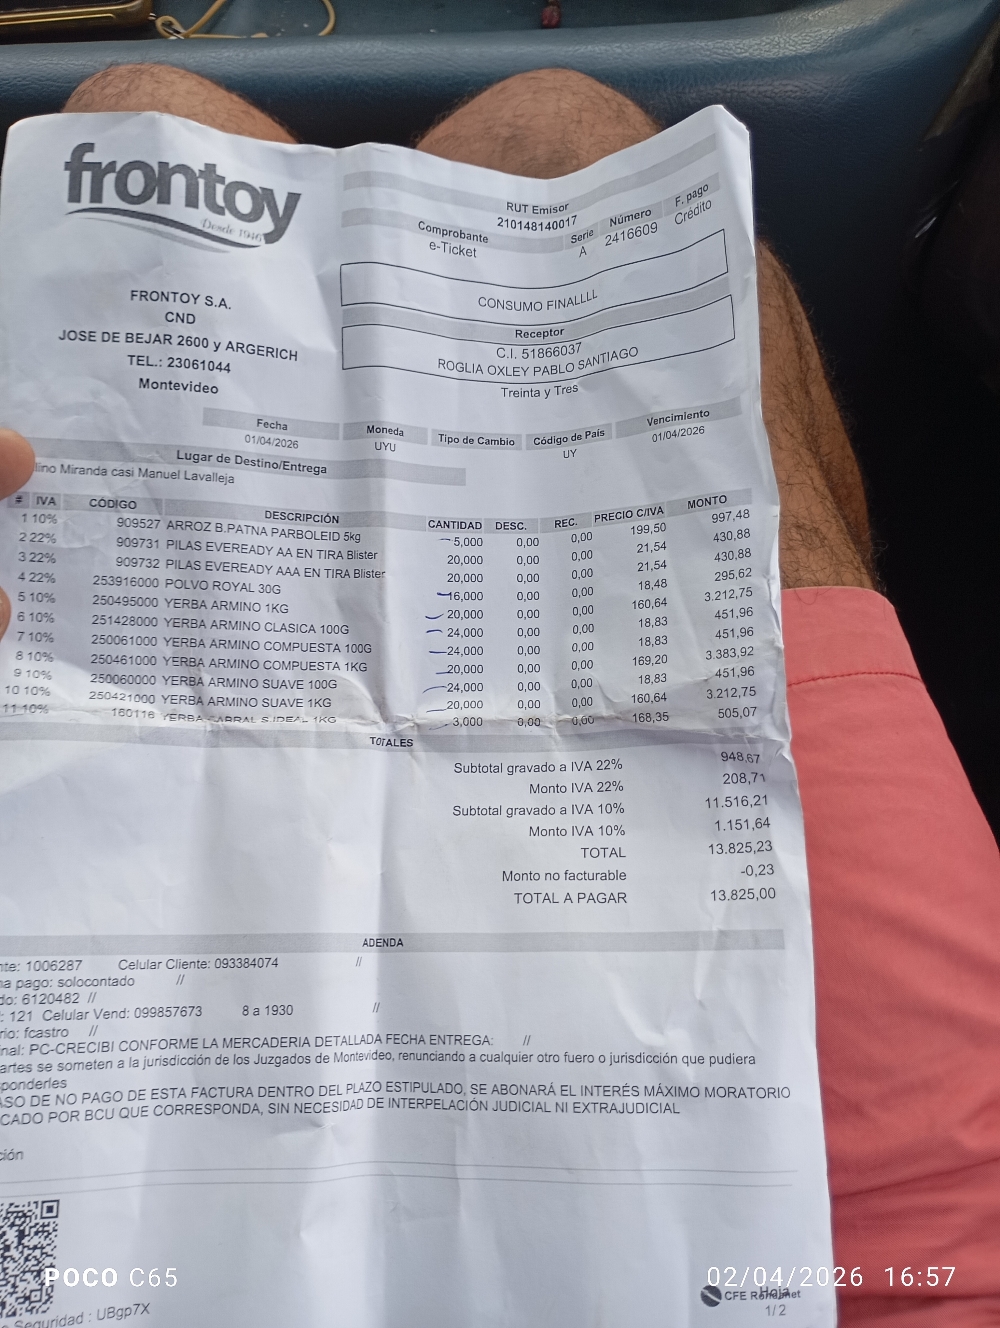 frontoy
Desde 1946
RUT Emisor
210148140017
Comprobante Serie Número F. pago
e-Ticket A 2416609 Crédito
CONSUMO FINALLLL
Receptor
C.I. 51866037
ROGLIA OXLEY PABLO SANTIAGO
Treinta y Tres
FRONTOY S.A.
CND
JOSE DE BEJAR 2600 y ARGERICH
TEL.: 23061044
Montevideo
Fecha Moneda Tipo de Cambio Código de País Vencimiento
01/04/2026 UYU UY 01/04/2026
Lugar de Destino/Entrega
lino Miranda casi Manuel Lavalleja
# IVA CÓDIGO DESCRIPCIÓN CANTIDAD DESC. REC. PRECIO C/IVA MONTO
1 10% 909527 ARROZ B.PATNA PARBOLEID 5kg 5,000 0,00 0,00 199,50 997,48
2 22% 909731 PILAS EVEREADY AA EN TIRA Blister 20,000 0,00 0,00 21,54 430,88
3 22% 909732 PILAS EVEREADY AAA EN TIRA Blister 20,000 0,00 0,00 21,54 430,88
4 22% 253916000 POLVO ROYAL 30G 16,000 0,00 0,00 18,48 295,62
5 10% 250495000 YERBA ARMINO 1KG 20,000 0,00 0,00 160,64 3.212,75
6 10% 251428000 YERBA ARMINO CLASICA 100G 24,000 0,00 0,00 18,83 451,96
7 10% 250061000 YERBA ARMINO COMPUESTA 100G 24,000 0,00 0,00 18,83 451,96
8 10% 250461000 YERBA ARMINO COMPUESTA 1KG 20,000 0,00 0,00 169,20 3.383,92
9 10% 250060000 YERBA ARMINO SUAVE 100G 24,000 0,00 0,00 18,83 451,96
10 10% 250421000 YERBA ARMINO SUAVE 1KG 20,000 0,00 0,00 160,64 3.212,75
11 10% 160116 YERBA CABRAL S.IDEAL 1KG 3,000 0,00 0,00 168,35 505,07
TOTALES
Subtotal gravado a IVA 22% 948,67
Monto IVA 22% 208,71
Subtotal gravado a IVA 10% 11.516,21
Monto IVA 10% 1.151,64
TOTAL 13.825,23
Monto no facturable -0,23
TOTAL A PAGAR 13.825,00
ADENDA
nte: 1006287 Celular Cliente: 093384074 //
na pago: solocontado //
do: 6120482 //
: 121 Celular Vend: 099857673 8 a 1930 //
rio: fcastro //
nal: PC-CRECIBI CONFORME LA MERCADERIA DETALLADA FECHA ENTREGA: //
artes se someten a la jurisdicción de los Juzgados de Montevideo, renunciando a cualquier otro fuero o jurisdicción que pudiera
sponderles
ASO DE NO PAGO DE ESTA FACTURA DENTRO DEL PLAZO ESTIPULADO, SE ABONARÁ EL INTERÉS MÁXIMO MORATORIO
CADO POR BCU QUE CORRESPONDA, SIN NECESIDAD DE INTERPELACIÓN JUDICIAL NI EXTRAJUDICIAL
ción
POCO C65
02/04/2026 16:57
Seguridad : UBgp7X
CFE
Hoja
1/2